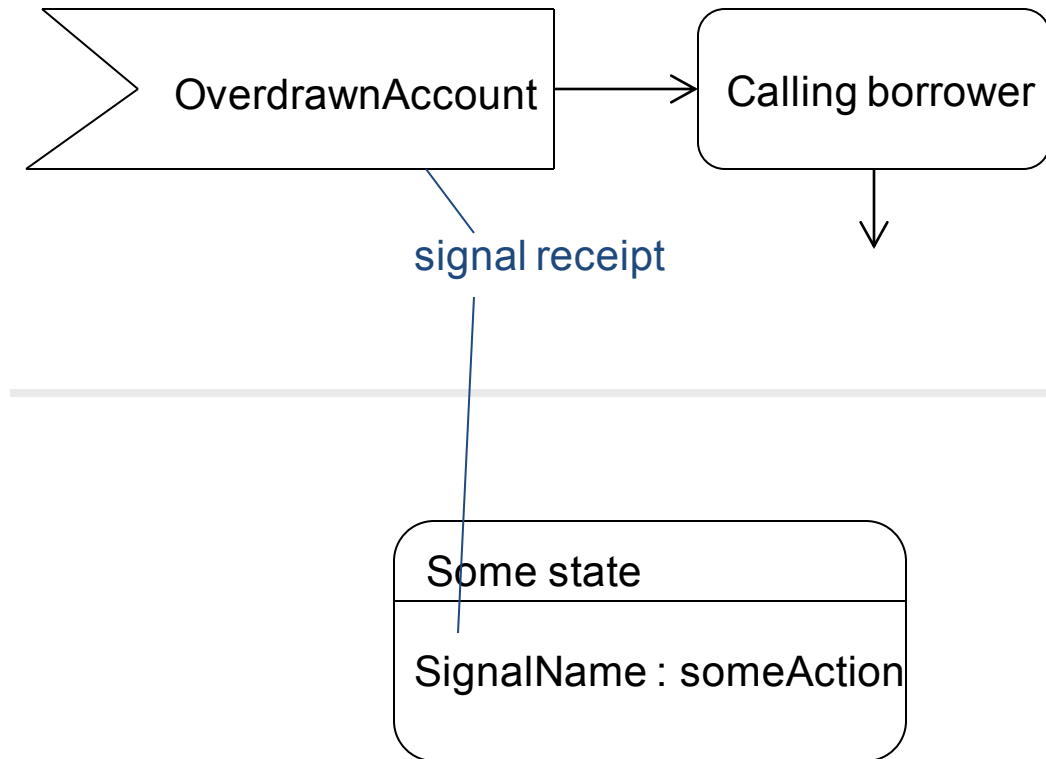 OverdrawnAccount
Calling borrower
signal receipt
Some state
SignalName : someAction